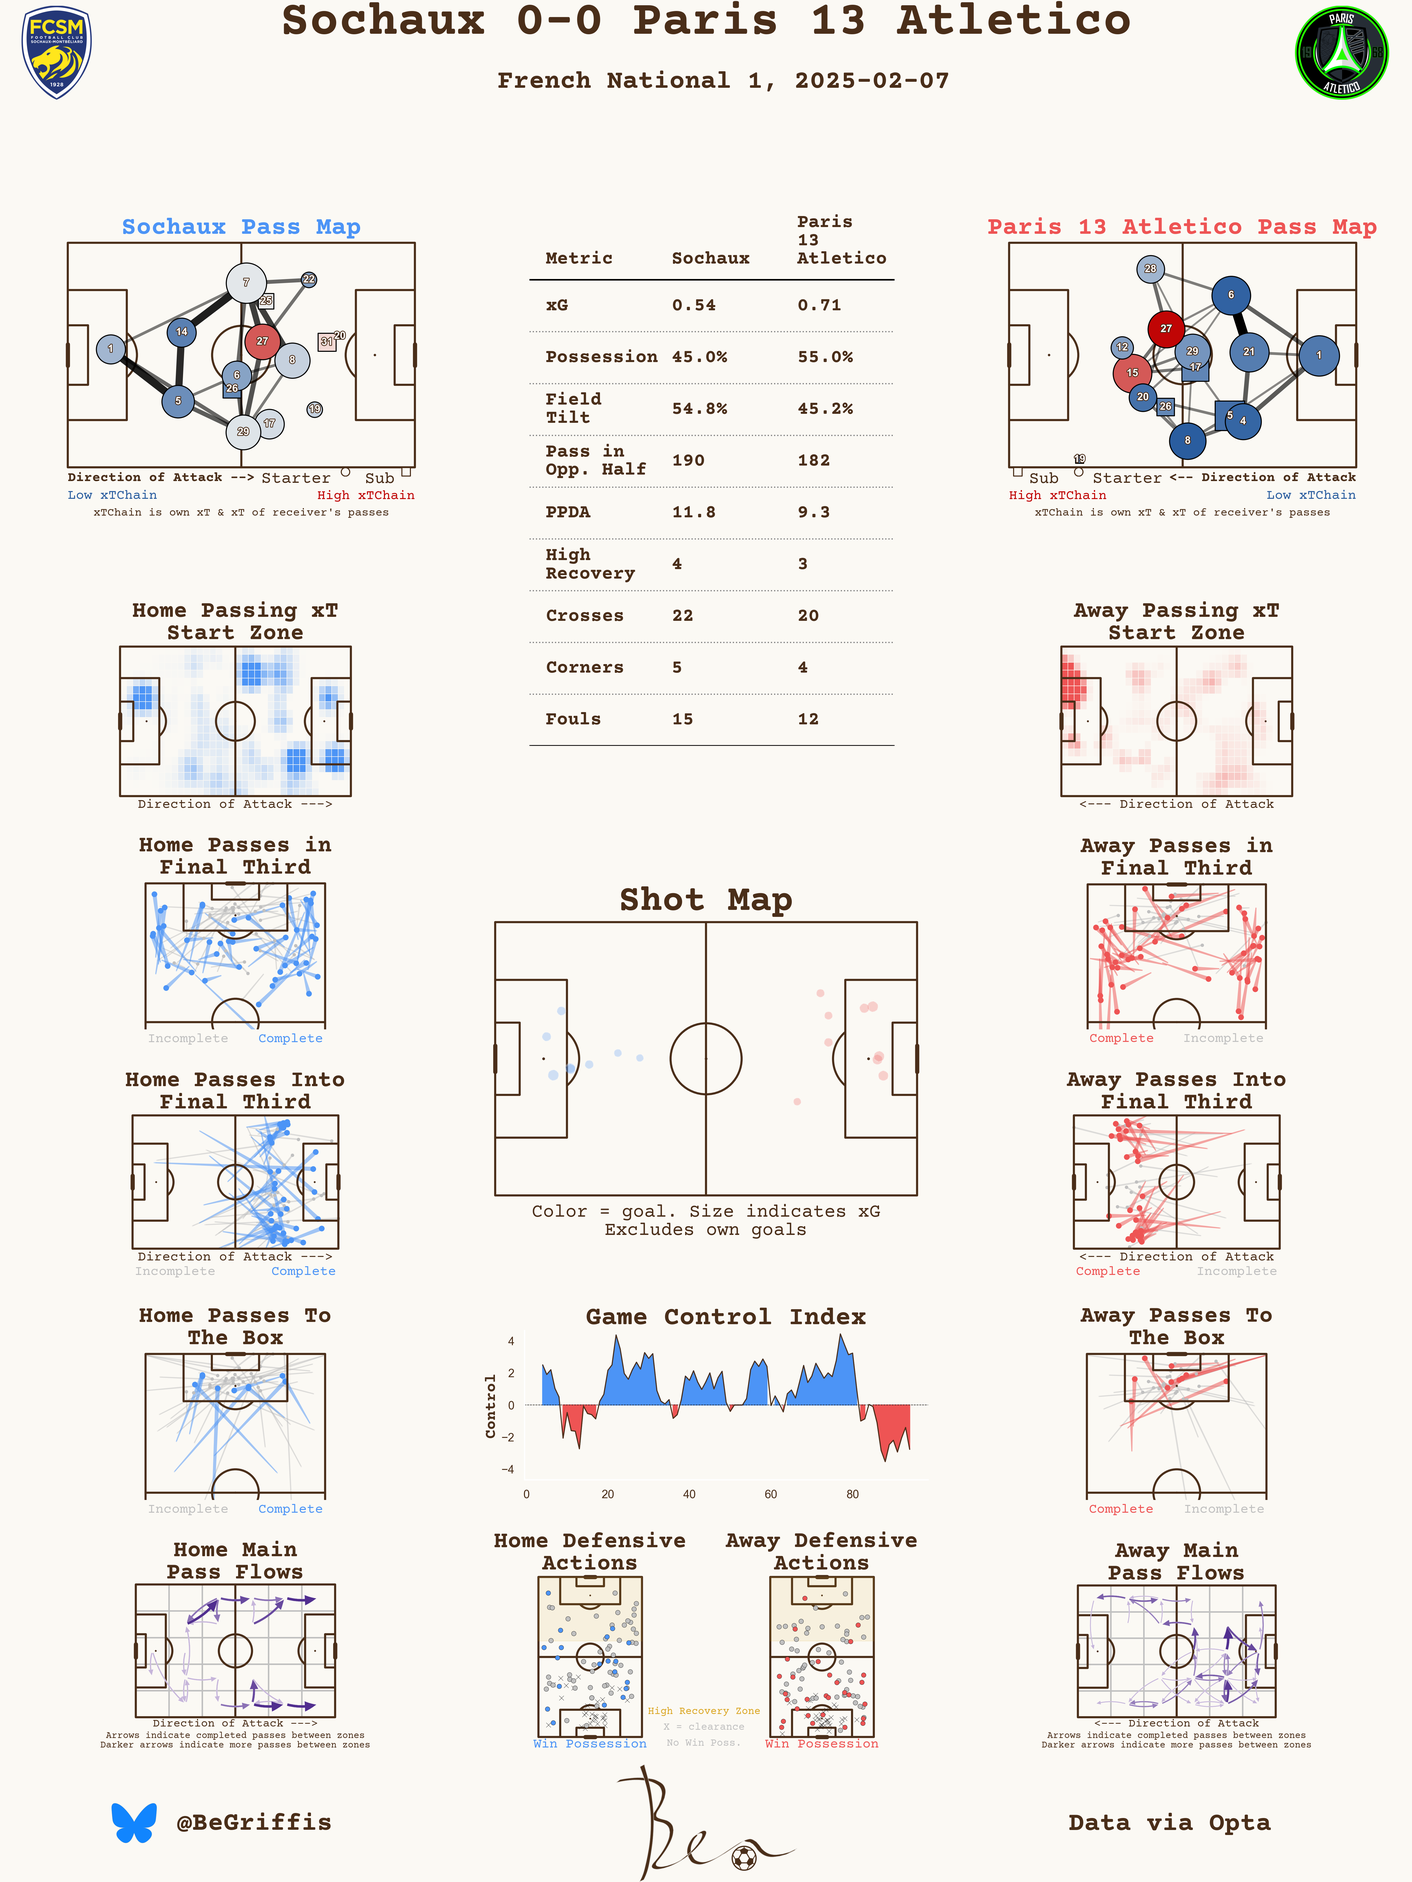 Sochaux 0-0 Paris 13 Atletico
French National 1, 2025-02-07
FCSM
FOOTBALL CLUB
SOCHAUX-MONTBÉLIARD
1928
PARIS
19 68
ATLETICO
Sochaux Pass Map
7
22
25
14
27
31
20
1
8
6
26
5
19
17
29
Direction of Attack --> Starter Sub
Low xTChain High xTChain
xTChain is own xT & xT of receiver's passes
Metric Sochaux Paris 13 Atletico
xG 0.54 0.71
Possession 45.0% 55.0%
Field Tilt 54.8% 45.2%
Pass in Opp. Half 190 182
PPDA 11.8 9.3
High Recovery 4 3
Crosses 22 20
Corners 5 4
Fouls 15 12
Paris 13 Atletico Pass Map
28
6
27
12
29
21
1
15
17
20
26
5
4
8
19
Sub Starter <-- Direction of Attack
High xTChain Low xTChain
xTChain is own xT & xT of receiver's passes
Home Passing xT
Start Zone
Direction of Attack --->
Away Passing xT
Start Zone
<--- Direction of Attack
Home Passes in
Final Third
Incomplete Complete
Away Passes in
Final Third
Complete Incomplete
Shot Map
Color = goal. Size indicates xG
Excludes own goals
Home Passes Into
Final Third
Direction of Attack --->
Incomplete Complete
Away Passes Into
Final Third
<--- Direction of Attack
Complete Incomplete
Home Passes To
The Box
Incomplete Complete
Game Control Index
Control
4
2
0
−2
−4
0 20 40 60 80
Away Passes To
The Box
Complete Incomplete
Home Main
Pass Flows
Direction of Attack --->
Arrows indicate completed passes between zones
Darker arrows indicate more passes between zones
Home Defensive
Actions
Win Possession
High Recovery Zone
X = clearance
No Win Poss.
Away Defensive
Actions
Win Possession
Away Main
Pass Flows
<--- Direction of Attack
Arrows indicate completed passes between zones
Darker arrows indicate more passes between zones
@BeGriffis
Ben
Data via Opta